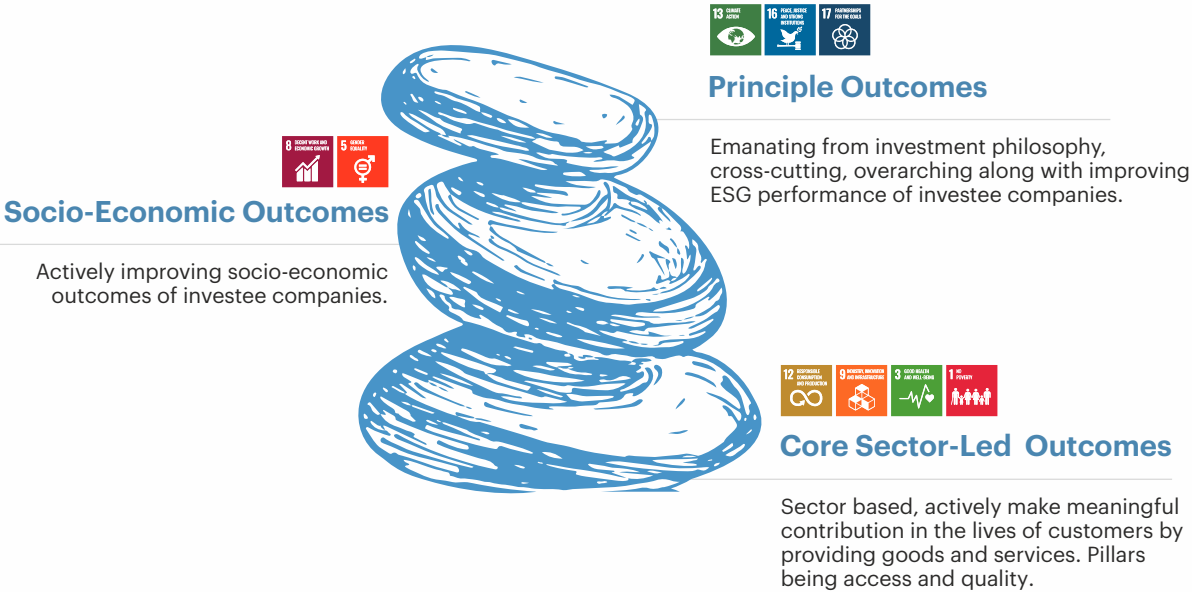 13 CLIMATE
ACTION
16 PEACE, JUSTICE
AND STRONG
INSTITUTIONS
17 PARTNERSHIPS
FOR THE GOALS
Principle Outcomes
Emanating from investment philosophy,
cross-cutting, overarching along with improving
ESG performance of investee companies.
8 DECENT WORK AND
ECONOMIC GROWTH
5 GENDER
EQUALITY
Socio-Economic Outcomes
Actively improving socio-economic
outcomes of investee companies.
12 RESPONSIBLE
CONSUMPTION
AND PRODUCTION
9 INDUSTRY, INNOVATION
AND INFRASTRUCTURE
3 GOOD HEALTH
AND WELL-BEING
1 NO
POVERTY
Core Sector-Led Outcomes
Sector based, actively make meaningful
contribution in the lives of customers by
providing goods and services. Pillars
being access and quality.